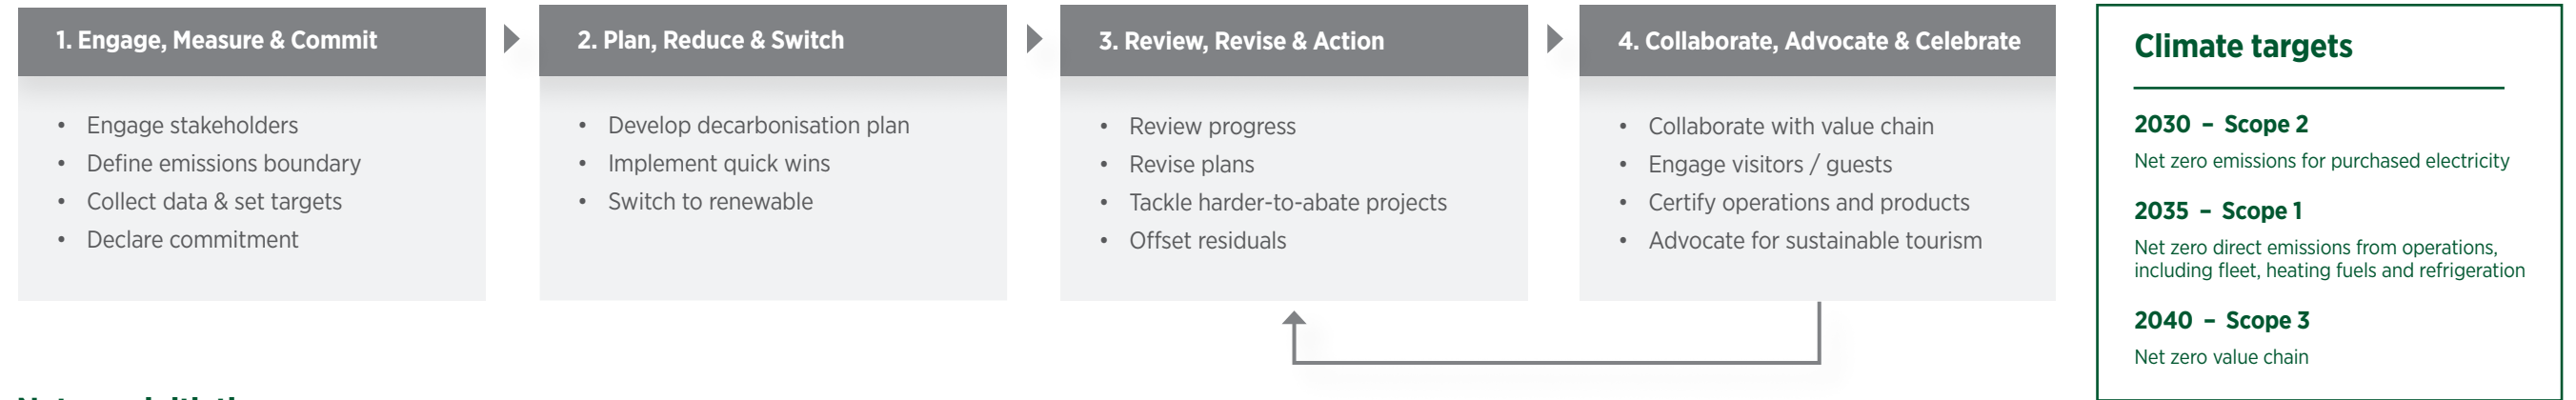 1. Engage, Measure & Commit
• Engage stakeholders
• Define emissions boundary
• Collect data & set targets
• Declare commitment
2. Plan, Reduce & Switch
• Develop decarbonisation plan
• Implement quick wins
• Switch to renewable
3. Review, Revise & Action
• Review progress
• Revise plans
• Tackle harder-to-abate projects
• Offset residuals
4. Collaborate, Advocate & Celebrate
• Collaborate with value chain
• Engage visitors / guests
• Certify operations and products
• Advocate for sustainable tourism
Climate targets
2030 – Scope 2
Net zero emissions for purchased electricity
2035 – Scope 1
Net zero direct emissions from operations,
including fleet, heating fuels and refrigeration
2040 – Scope 3
Net zero value chain